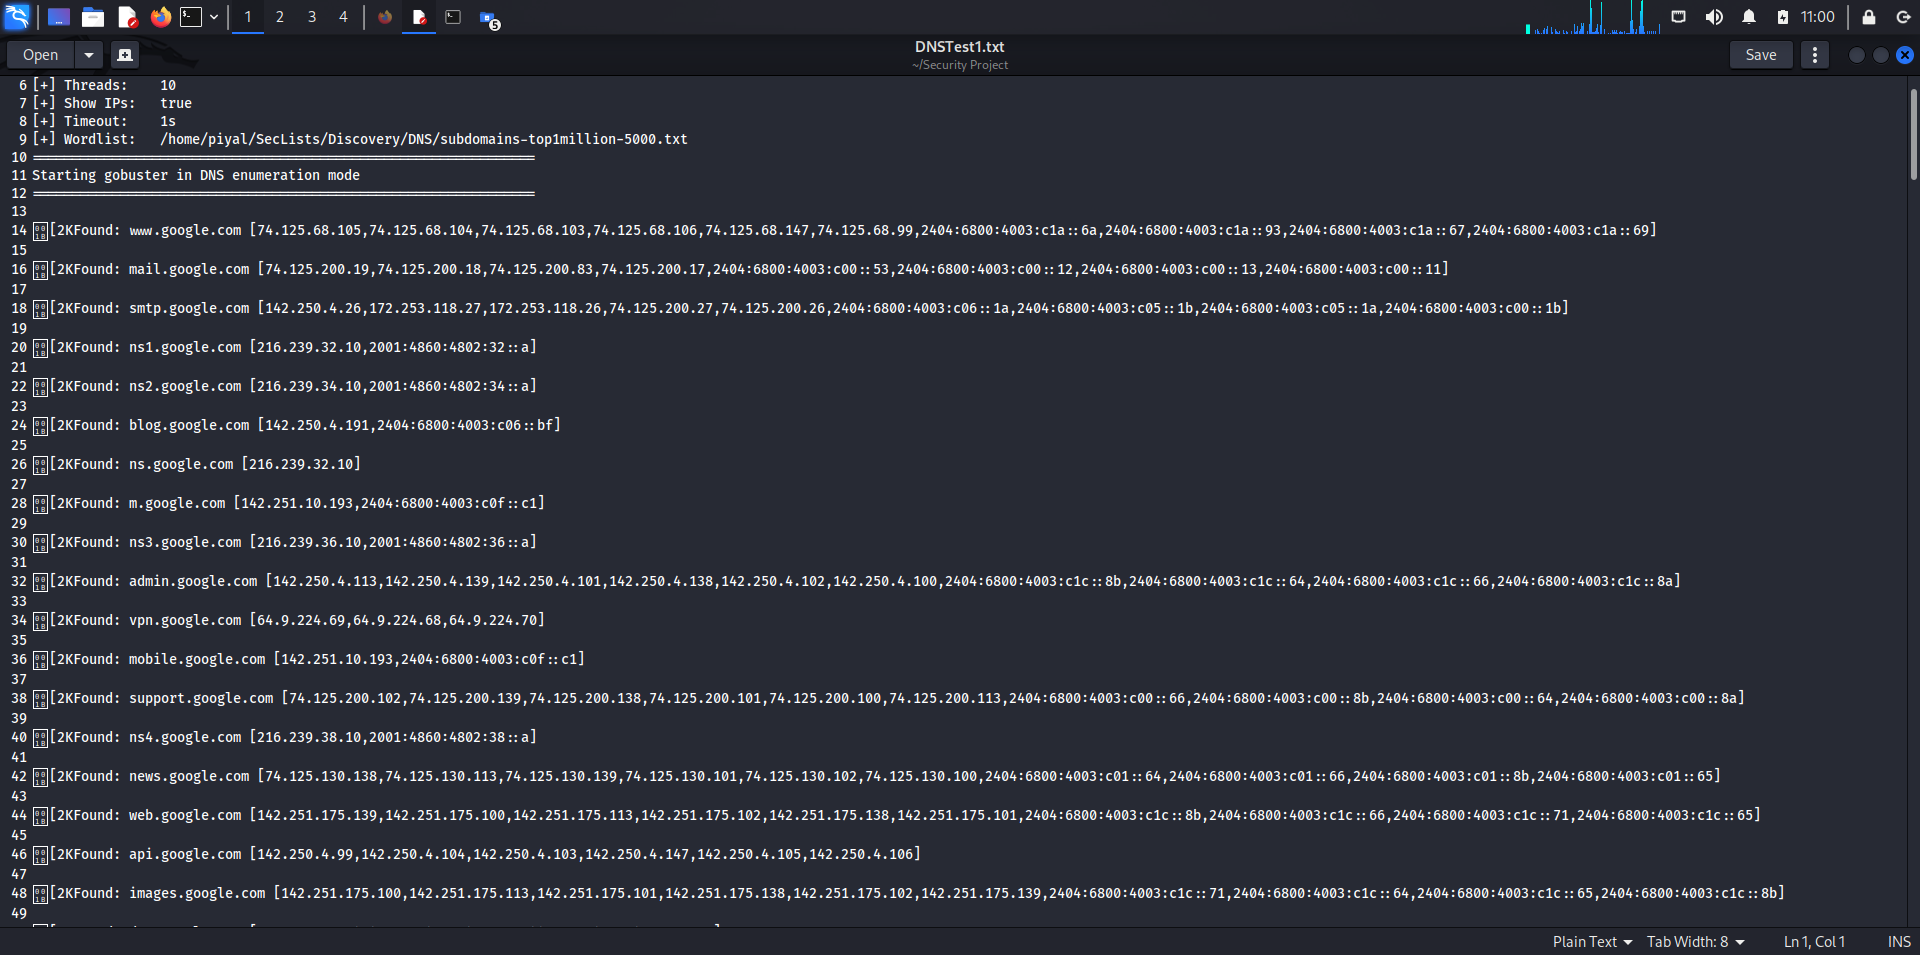 1 2 3 4 5 11:00
Open DNSTest1.txt Save
~/Security Project
6 [+] Threads: 10
7 [+] Show IPs: true
8 [+] Timeout: 1s
9 [+] Wordlist: /home/piyal/SecLists/Discovery/DNS/subdomains-top1million-5000.txt
10 ===============================================================
11 Starting gobuster in DNS enumeration mode
12 ===============================================================
13
14 001B[2KFound: www.google.com [74.125.68.105,74.125.68.104,74.125.68.103,74.125.68.106,74.125.68.147,74.125.68.99,2404:6800:4003:c1a::6a,2404:6800:4003:c1a::93,2404:6800:4003:c1a::67,2404:6800:4003:c1a::69]
15
16 001B[2KFound: mail.google.com [74.125.200.19,74.125.200.18,74.125.200.83,74.125.200.17,2404:6800:4003:c00::53,2404:6800:4003:c00::12,2404:6800:4003:c00::13,2404:6800:4003:c00::11]
17
18 001B[2KFound: smtp.google.com [142.250.4.26,172.253.118.27,172.253.118.26,74.125.200.27,74.125.200.26,2404:6800:4003:c06::1a,2404:6800:4003:c05::1b,2404:6800:4003:c05::1a,2404:6800:4003:c00::1b]
19
20 001B[2KFound: ns1.google.com [216.239.32.10,2001:4860:4802:32::a]
21
22 001B[2KFound: ns2.google.com [216.239.34.10,2001:4860:4802:34::a]
23
24 001B[2KFound: blog.google.com [142.250.4.191,2404:6800:4003:c06::bf]
25
26 001B[2KFound: ns.google.com [216.239.32.10]
27
28 001B[2KFound: m.google.com [142.251.10.193,2404:6800:4003:c0f::c1]
29
30 001B[2KFound: ns3.google.com [216.239.36.10,2001:4860:4802:36::a]
31
32 001B[2KFound: admin.google.com [142.250.4.113,142.250.4.139,142.250.4.101,142.250.4.138,142.250.4.102,142.250.4.100,2404:6800:4003:c1c::8b,2404:6800:4003:c1c::64,2404:6800:4003:c1c::66,2404:6800:4003:c1c::8a]
33
34 001B[2KFound: vpn.google.com [64.9.224.69,64.9.224.68,64.9.224.70]
35
36 001B[2KFound: mobile.google.com [142.251.10.193,2404:6800:4003:c0f::c1]
37
38 001B[2KFound: support.google.com [74.125.200.102,74.125.200.139,74.125.200.138,74.125.200.101,74.125.200.100,74.125.200.113,2404:6800:4003:c00::66,2404:6800:4003:c00::8b,2404:6800:4003:c00::64,2404:6800:4003:c00::8a]
39
40 001B[2KFound: ns4.google.com [216.239.38.10,2001:4860:4802:38::a]
41
42 001B[2KFound: news.google.com [74.125.130.138,74.125.130.113,74.125.130.139,74.125.130.101,74.125.130.102,74.125.130.100,2404:6800:4003:c01::64,2404:6800:4003:c01::66,2404:6800:4003:c01::8b,2404:6800:4003:c01::65]
43
44 001B[2KFound: web.google.com [142.251.175.139,142.251.175.100,142.251.175.113,142.251.175.102,142.251.175.138,142.251.175.101,2404:6800:4003:c1c::8b,2404:6800:4003:c1c::66,2404:6800:4003:c1c::71,2404:6800:4003:c1c::65]
45
46 001B[2KFound: api.google.com [142.250.4.99,142.250.4.104,142.250.4.103,142.250.4.147,142.250.4.105,142.250.4.106]
47
48 001B[2KFound: images.google.com [142.251.175.100,142.251.175.113,142.251.175.101,142.251.175.138,142.251.175.102,142.251.175.139,2404:6800:4003:c1c::71,2404:6800:4003:c1c::64,2404:6800:4003:c1c::65,2404:6800:4003:c1c::8b]
49
Plain Text Tab Width: 8 Ln 1, Col 1 INS